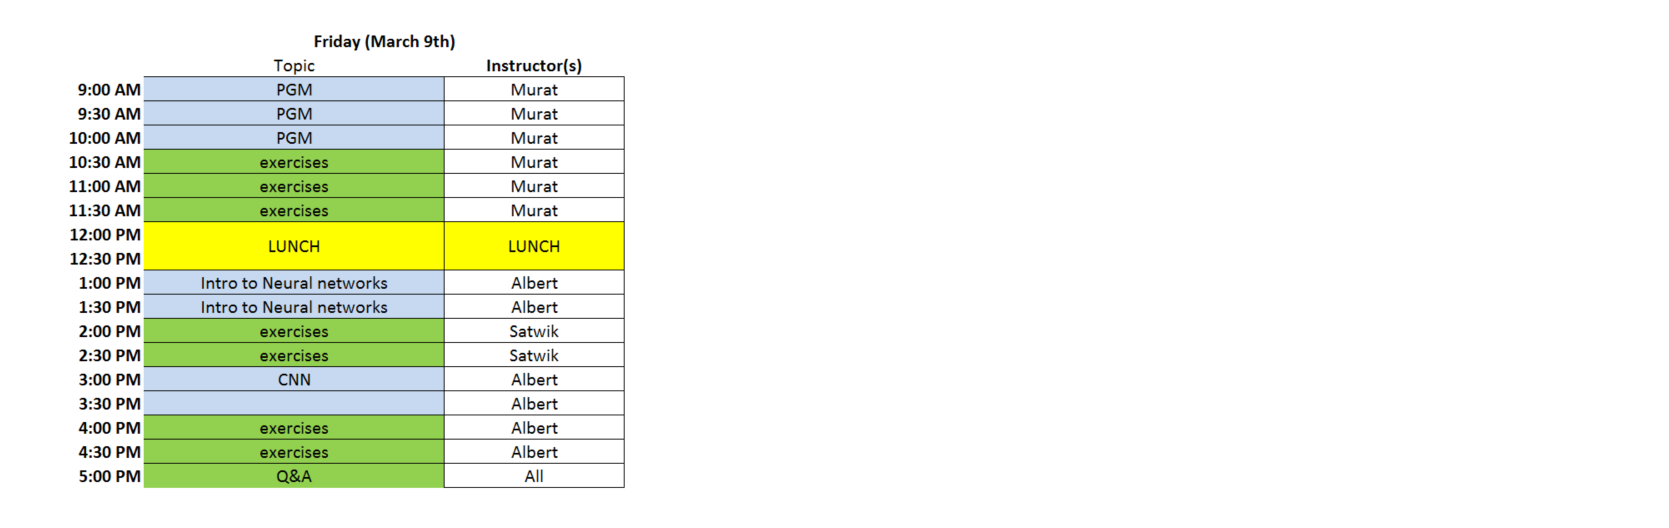 Friday (March 9th)
Topic Instructor(s)
9:00 AM PGM Murat
9:30 AM PGM Murat
10:00 AM PGM Murat
10:30 AM exercises Murat
11:00 AM exercises Murat
11:30 AM exercises Murat
12:00 PM
LUNCH LUNCH
12:30 PM
1:00 PM Intro to Neural networks Albert
1:30 PM Intro to Neural networks Albert
2:00 PM exercises Satwik
2:30 PM exercises Satwik
3:00 PM CNN Albert
3:30 PM Albert
4:00 PM exercises Albert
4:30 PM exercises Albert
5:00 PM Q&A All